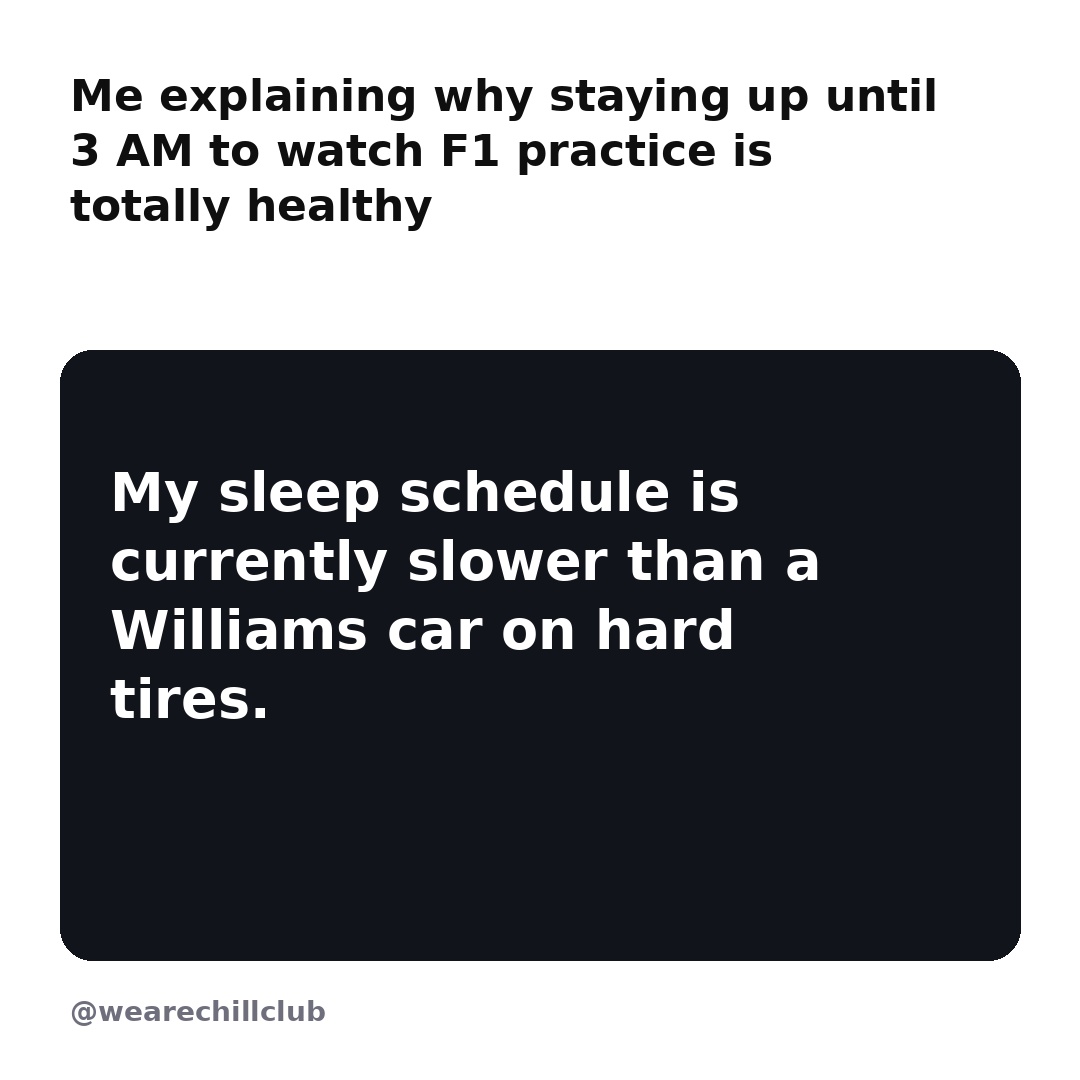 Me explaining why staying up until
3 AM to watch F1 practice is
totally healthy
My sleep schedule is
currently slower than a
Williams car on hard
tires.
@wearechillclub